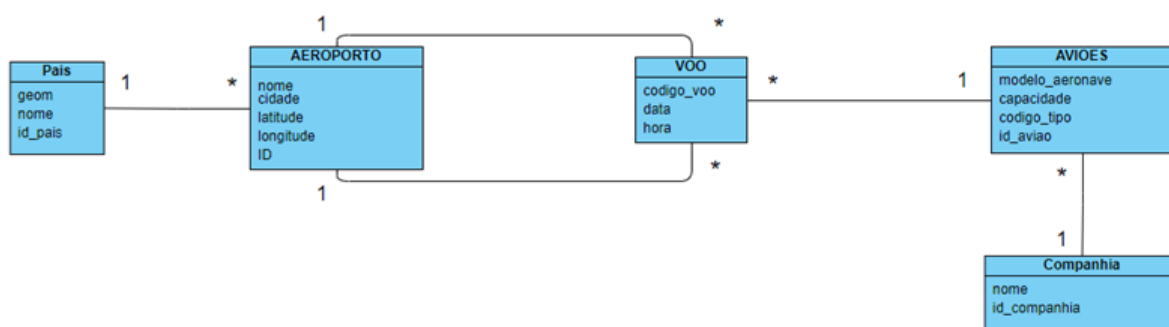 1
*
País
geom
nome
id_pais
1
*
AEROPORTO
nome
cidade
latitude
longitude
ID
VOO
codigo_voo
data
hora
*
1
AVIOES
modelo_aeronave
capacidade
codigo_tipo
id_aviao
1
*
*
1
Companhia
nome
id_companhia